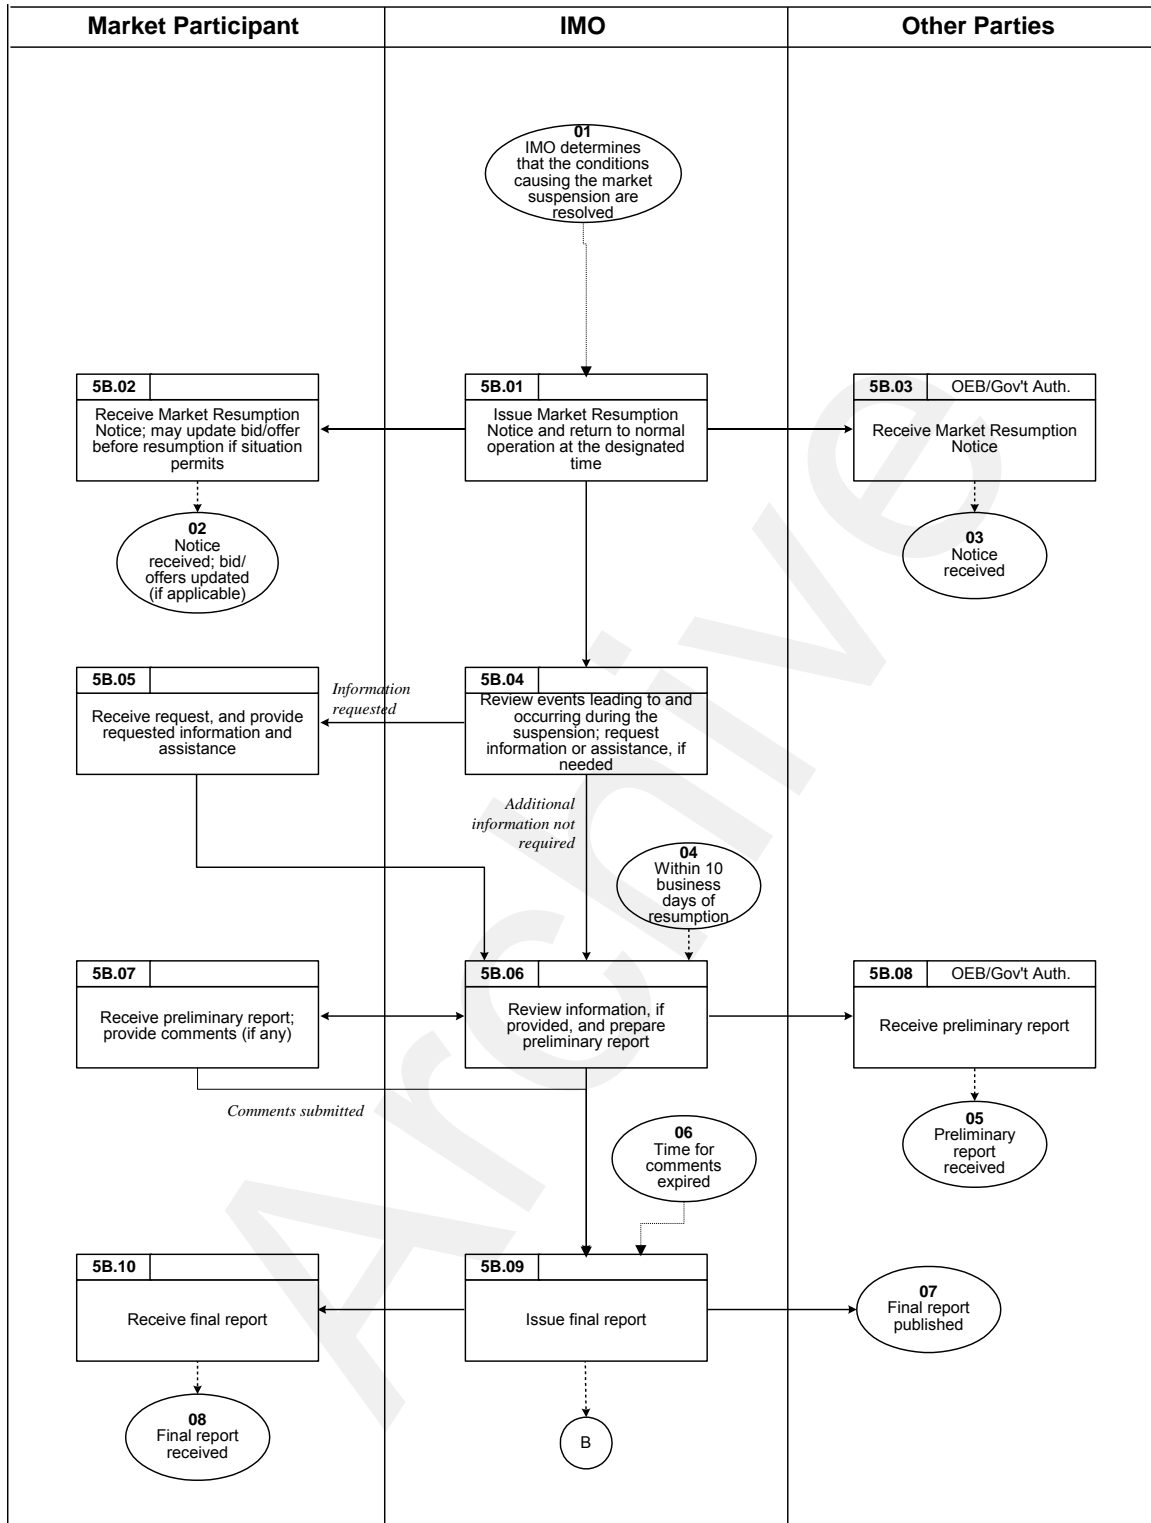 Market Participant
IMO
Other Parties
01
IMO determines
that the conditions
causing the market
suspension are
resolved
5B.02
Receive Market Resumption
Notice; may update bid/offer
before resumption if situation
permits
5B.01
Issue Market Resumption
Notice and return to normal
operation at the designated
time
5B.03
OEB/Gov't Auth.
Receive Market Resumption
Notice
02
Notice
received; bid/
offers updated
(if applicable)
03
Notice
received
5B.05
Receive request, and provide
requested information and
assistance
Information
requested
5B.04
Review events leading to and
occurring during the
suspension; request
information or assistance, if
needed
Additional
information not
required
04
Within 10
business
days of
resumption
5B.07
Receive preliminary report;
provide comments (if any)
5B.06
Review information, if
provided, and prepare
preliminary report
5B.08
OEB/Gov't Auth.
Receive preliminary report
Comments submitted
05
Preliminary
report
received
06
Time for
comments
expired
5B.10
Receive final report
5B.09
Issue final report
07
Final report
published
08
Final report
received
B
Archive